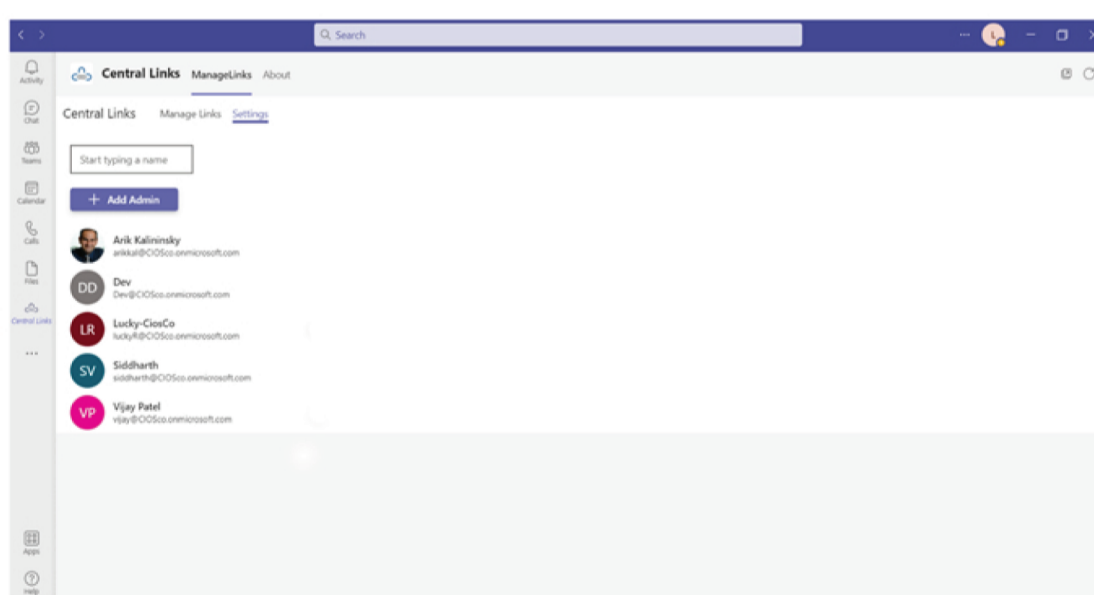 Search
L
Activity
Chat
Teams
Calendar
Calls
Files
Central Links
Apps
Help
Central Links ManageLinks About
Central Links Manage Links Settings
Start typing a name
+ Add Admin
Arik Kalininsky
arikkal@CIOSco.onmicrosoft.com
DD
Dev
Dev@CIOSco.onmicrosoft.com
LR
Lucky-CiosCo
luckyR@CIOSco.onmicrosoft.com
SV
Siddharth
siddharth@CIOSco.onmicrosoft.com
VP
Vijay Patel
vijay@CIOSco.onmicrosoft.com